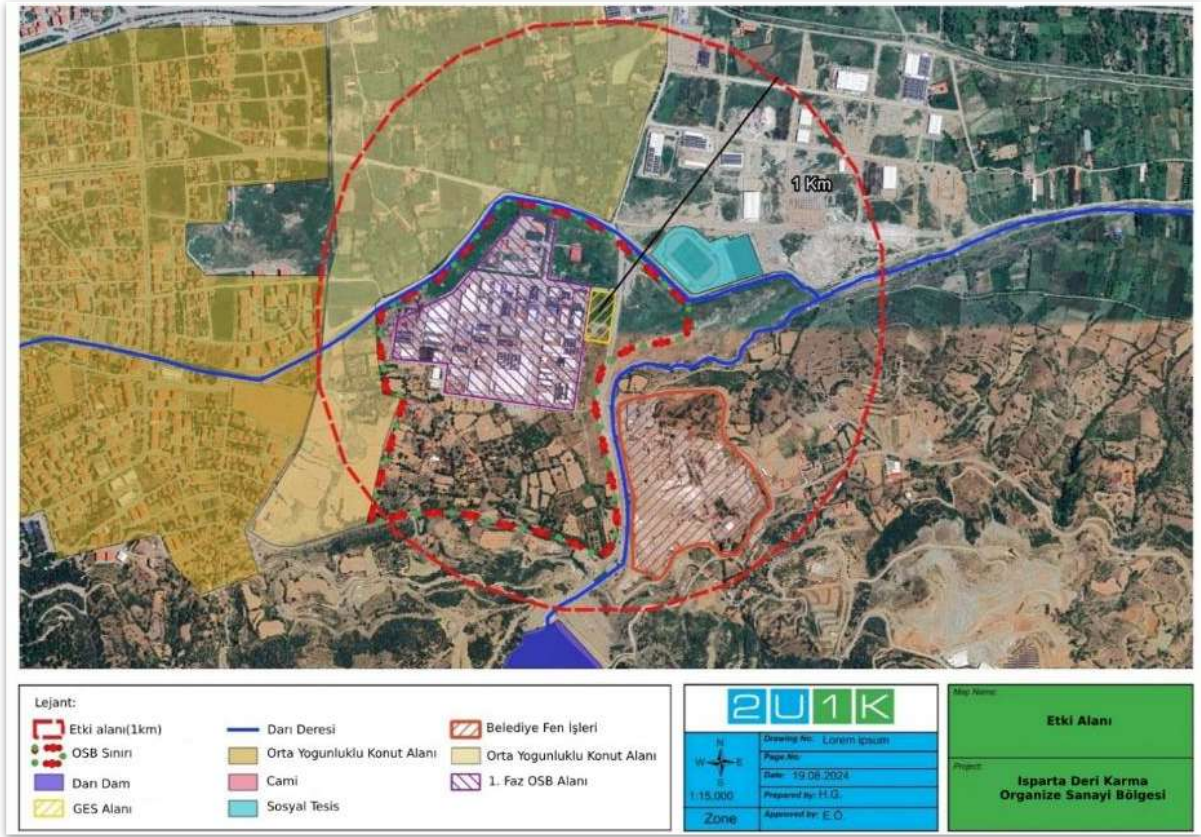 1 Km
Lejant:
Etki alanı(1km)
OSB Sınırı
Darı Dam
GES Alanı
Darı Deresi
Orta Yogunluklu Konut Alanı
Cami
Sosyal Tesis
Belediye Fen İşleri
Orta Yogunluklu Konut Alanı
1. Faz OSB Alanı
2U1K
N
W E
S
1:15,000
Zone
Drawing No: Lorem ipsum
Page No:
Date: 19.08.2024
Prepared by: H.G.
Approved by: E.O.
Map Name:
Etki Alanı
Project:
Isparta Deri Karma
Organize Sanayi Bölgesi